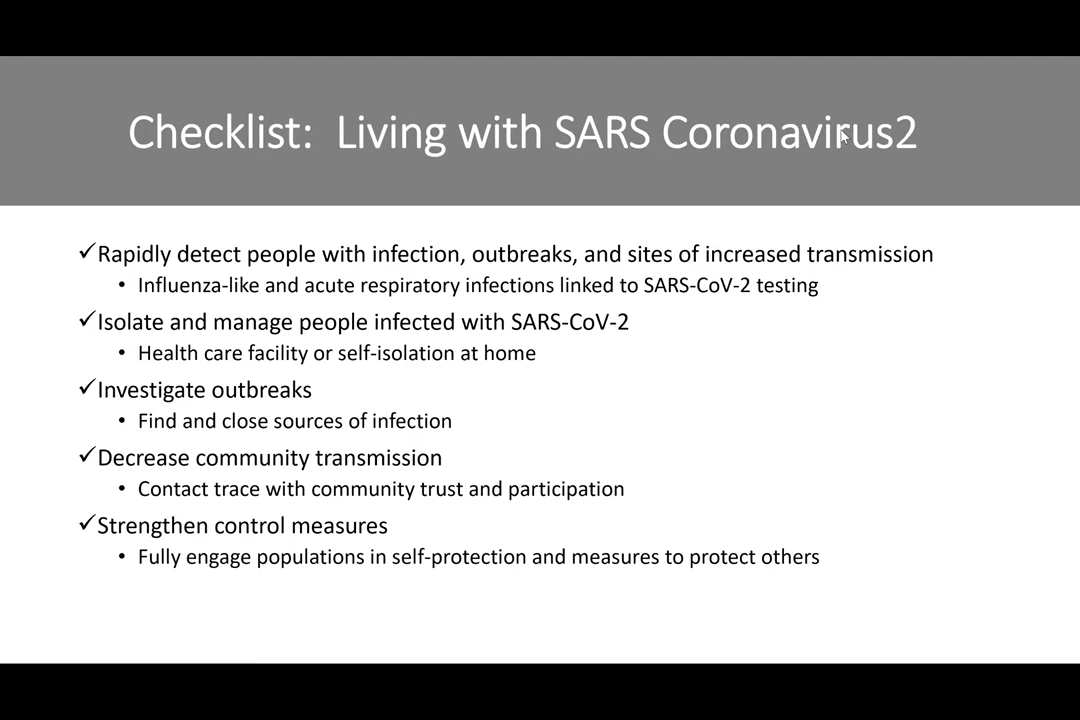 Checklist:  Living with SARS Coronavirus2
✓Rapidly detect people with infection, outbreaks, and sites of increased transmission
• Influenza-like and acute respiratory infections linked to SARS-CoV-2 testing
✓Isolate and manage people infected with SARS-CoV-2
• Health care facility or self-isolation at home
✓Investigate outbreaks
• Find and close sources of infection
✓Decrease community transmission
• Contact trace with community trust and participation
✓Strengthen control measures
• Fully engage populations in self-protection and measures to protect others